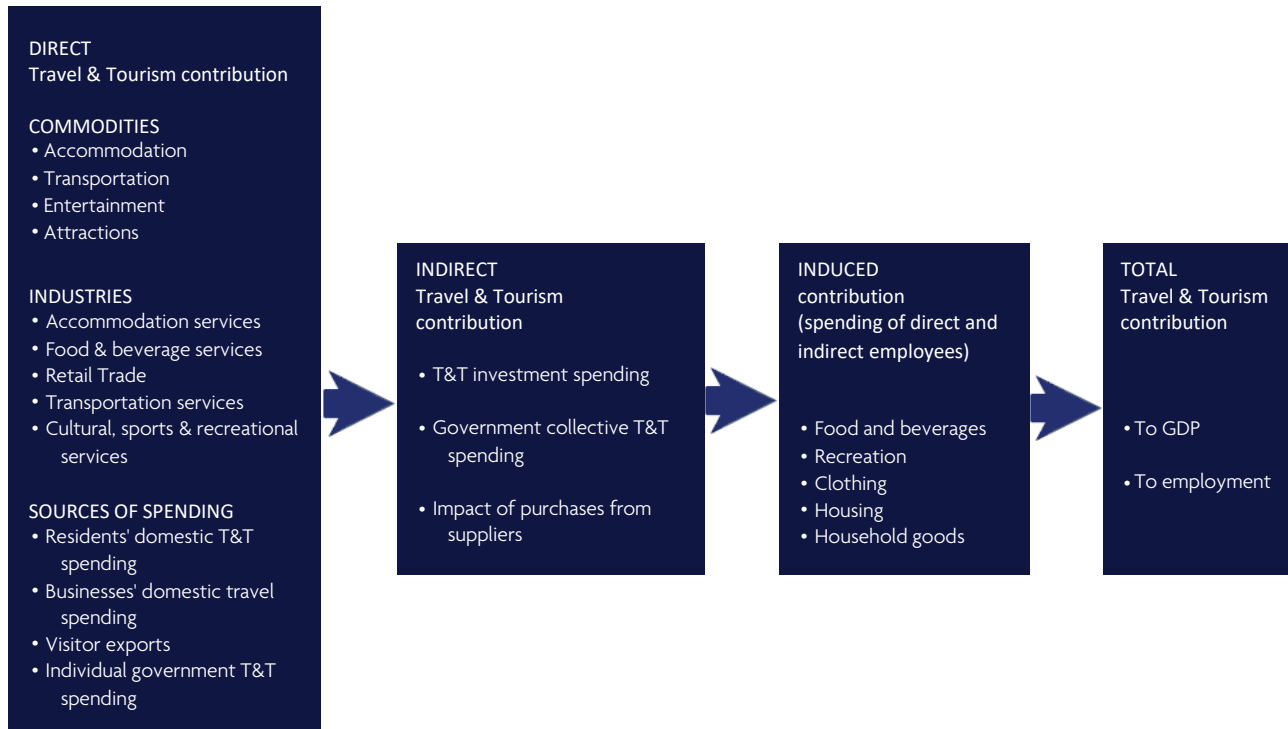 DIRECT
Travel & Tourism contribution
COMMODITIES
• Accommodation
• Transportation
• Entertainment
• Attractions
INDUSTRIES
• Accommodation services
• Food & beverage services
• Retail Trade
• Transportation services
• Cultural, sports & recreational
services
SOURCES OF SPENDING
• Residents' domestic T&T
spending
• Businesses' domestic travel
spending
• Visitor exports
• Individual government T&T
spending
INDIRECT
Travel & Tourism
contribution
• T&T investment spending
• Government collective T&T
spending
• Impact of purchases from
suppliers
INDUCED
contribution
(spending of direct and
indirect employees)
• Food and beverages
• Recreation
• Clothing
• Housing
• Household goods
TOTAL
Travel & Tourism
contribution
• To GDP
• To employment